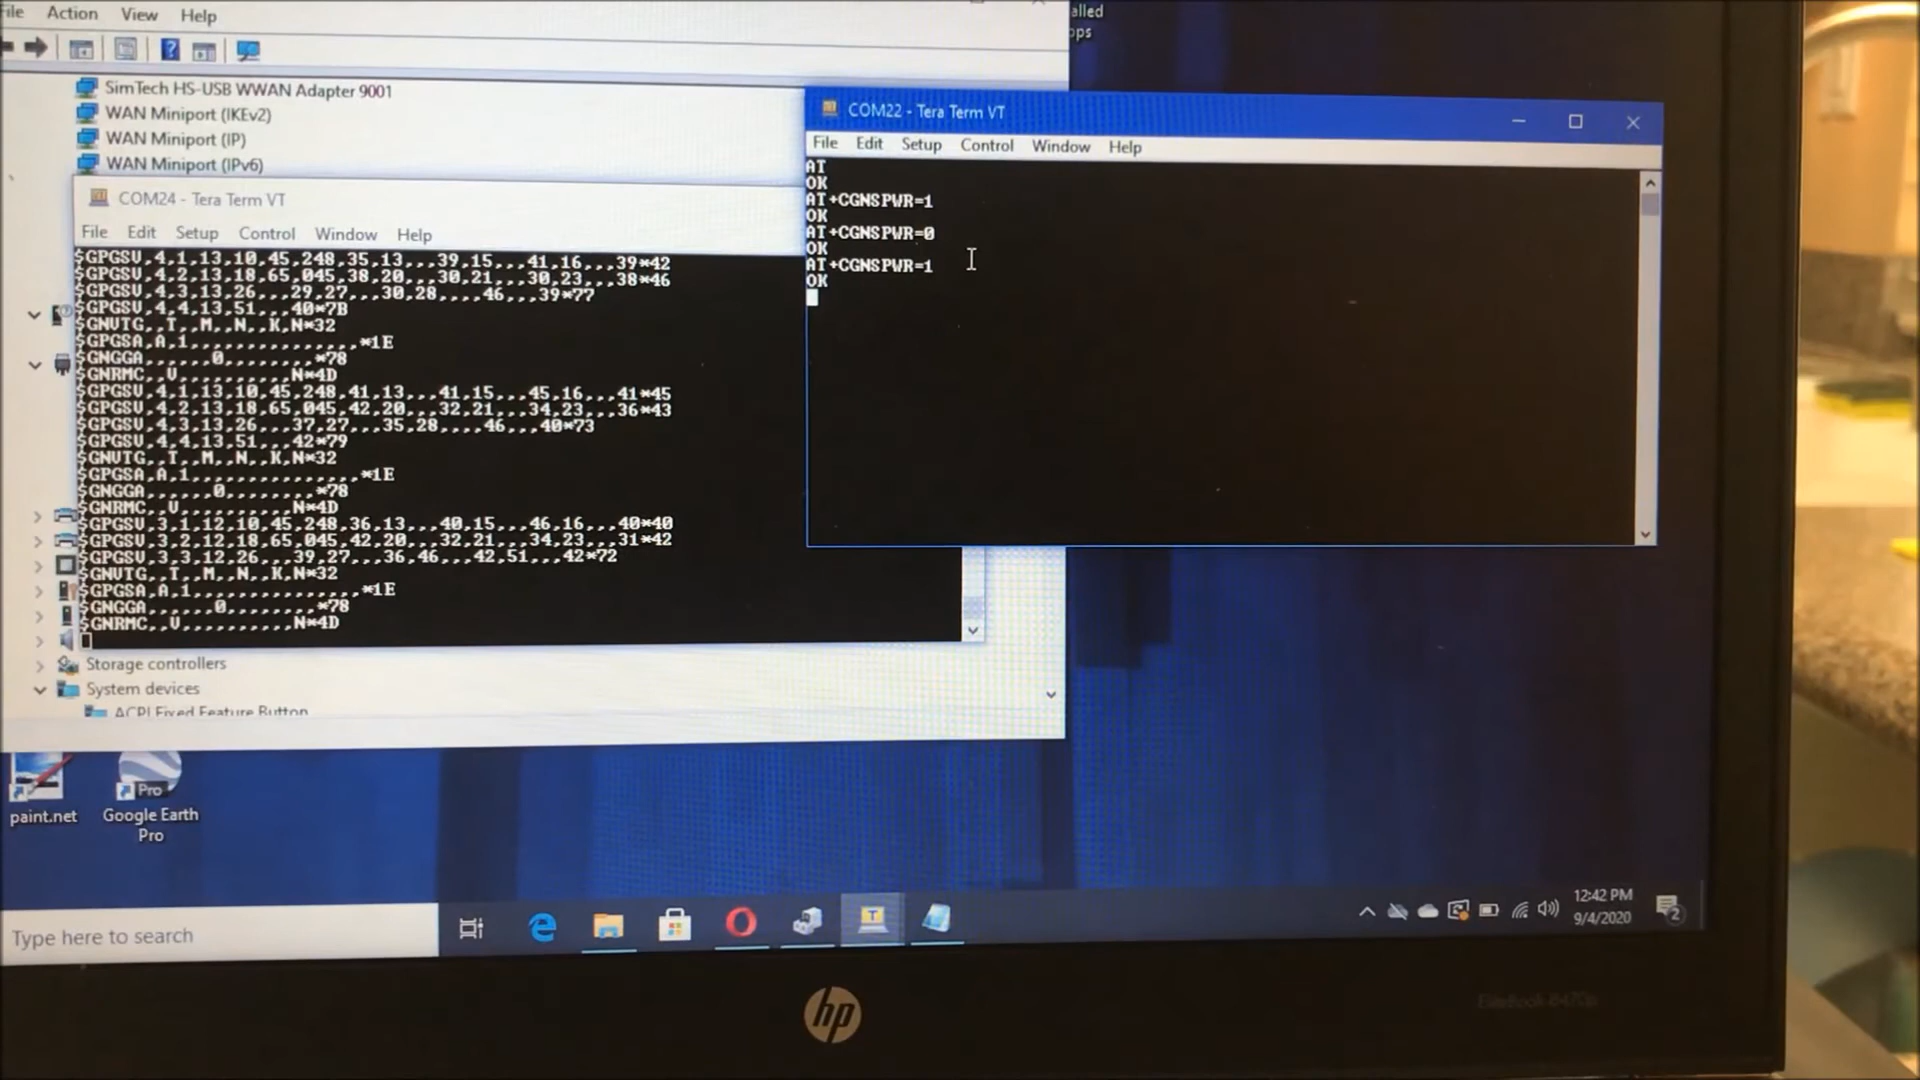 File Action View Help
SimTech HS-USB WWAN Adapter 9001
WAN Miniport (IKEv2)
WAN Miniport (IP)
WAN Miniport (IPv6)
COM24 - Tera Term VT
File Edit Setup Control Window Help
$GPGSV,4,1,13,10,45,248,35,13,,,39,15,,,41,16,,,39*42
$GPGSV,4,2,13,18,65,045,38,20,,,30,21,,,30,23,,,38*46
$GPGSV,4,3,13,26,,,29,27,,,30,28,,,,46,,,39*77
$GPGSV,4,4,13,51,,,40*7B
$GNVTG,,T,,M,,N,,K,N*32
$GPGSA,A,1,,,,,,,,,,,,,,,*1E
$GNGGA,,,,,,0,,,,,,,,*78
$GNRMC,,V,,,,,,,,,,N*4D
$GPGSV,4,1,13,10,45,248,41,13,,,41,15,,,45,16,,,41*45
$GPGSV,4,2,13,18,65,045,42,20,,,32,21,,,34,23,,,36*43
$GPGSV,4,3,13,26,,,37,27,,,35,28,,,,46,,,40*73
$GPGSV,4,4,13,51,,,42*79
$GNVTG,,T,,M,,N,,K,N*32
$GPGSA,A,1,,,,,,,,,,,,,,,*1E
$GNGGA,,,,,,0,,,,,,,,*78
$GNRMC,,V,,,,,,,,,,N*4D
$GPGSV,3,1,12,10,45,248,36,13,,,40,15,,,46,16,,,40*40
$GPGSV,3,2,12,18,65,045,42,20,,,32,21,,,34,23,,,31*42
$GPGSV,3,3,12,26,,,39,27,,,36,46,,,42,51,,,42*72
$GNVTG,,T,,M,,N,,K,N*32
$GPGSA,A,1,,,,,,,,,,,,,,,*1E
$GNGGA,,,,,,0,,,,,,,,*78
$GNRMC,,V,,,,,,,,,,N*4D
Storage controllers
System devices
ACPI Fixed Feature Button
COM22 - Tera Term VT
File Edit Setup Control Window Help
AT
OK
AT+CGNSPWR=1
OK
AT+CGNSPWR=0
OK
AT+CGNSPWR=1
OK
paint.net
Google Earth
Pro
Pro
Type here to search
12:42 PM
9/4/2020
2
hp
EliteBook 8470p